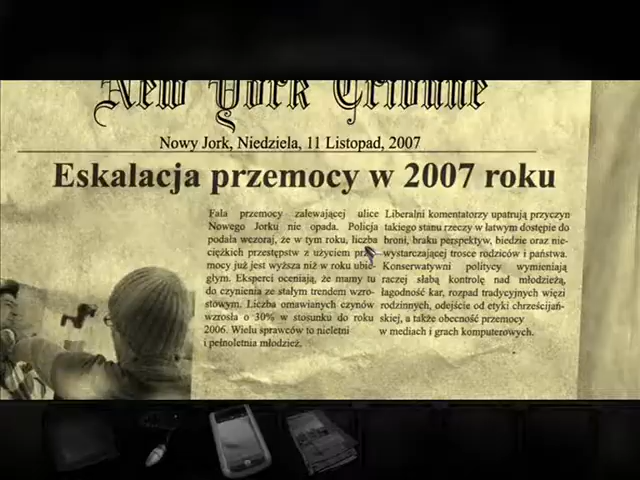 New York Tribune
Nowy Jork, Niedziela, 11 Listopad, 2007
Eskalacja przemocy w 2007 roku
Fala przemocy zalewającej ulice
Nowego Jorku nie opada. Policja
podała wczoraj, że w tym roku, liczba
ciężkich przestępstw z użyciem
mocy już jest wyższa niż w roku ubie-
głym. Eksperci oceniają, że mamy tu
do czynienia ze stałym trendem wzro-
stowym. Liczba omawianych czynów
wzrosła o 30% w stosunku do roku
2006. Wielu sprawców to nieletni
i pełnoletnia młodzież.
Liberalni komentatorzy upatrują przyczyn
takiego stanu rzeczy w łatwym dostępie do
broni, braku perspektyw, biedzie oraz nie-
wystarczającej trosce rodziców i państwa.
Konserwatywni politycy wymieniają
raczej słabą kontrolę nad młodzieżą,
łagodność kar, rozpad tradycyjnych więzi
rodzinnych, odejście od etyki chrześcijań-
skiej, a także obecność przemocy
w mediach i grach komputerowych.